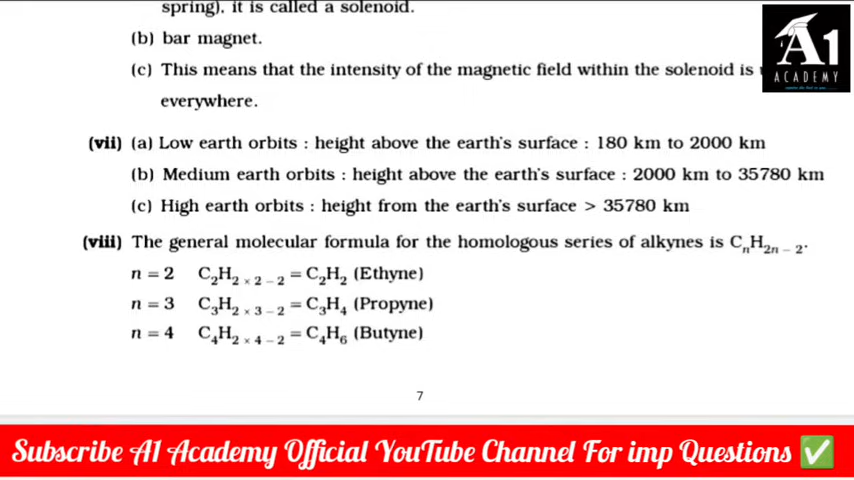 spring), it is called a solenoid.
(b) bar magnet.
(c) This means that the intensity of the magnetic field within the solenoid is
everywhere.
(vii) (a) Low earth orbits : height above the earth's surface : 180 km to 2000 km
(b) Medium earth orbits : height above the earth's surface : 2000 km to 35780 km
(c) High earth orbits : height from the earth's surface > 35780 km
(viii) The general molecular formula for the homologous series of alkynes is CₙH₂ₙ₋₂.
n = 2 C₂H₂ ₓ ₂ ₋ ₂ = C₂H₂ (Ethyne)
n = 3 C₃H₂ ₓ ₃ ₋ ₂ = C₃H₄ (Propyne)
n = 4 C₄H₂ ₓ ₄ ₋ ₂ = C₄H₆ (Butyne)
7
A1
ACADEMY
Subscribe A1 Academy Official YouTube Channel For imp Questions ✅